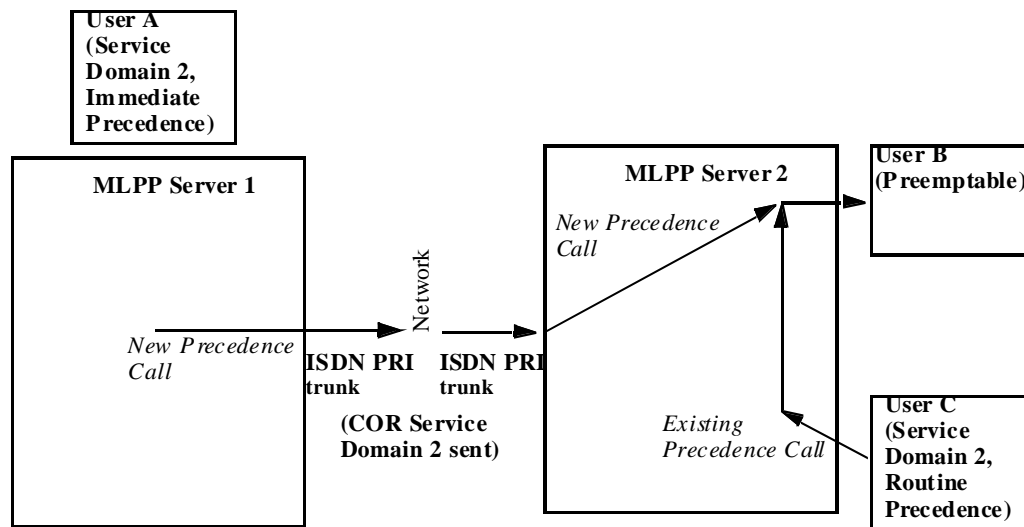 User A
(Service
Domain 2,
Immediate
Precedence)
MLPP Server 1
New Precedence
Call
ISDN PRI
trunk
Network
ISDN PRI
trunk
(COR Service
Domain 2 sent)
MLPP Server 2
New Precedence
Call
Existing
Precedence Call
User B
(Preemptable)
User C
(Service
Domain 2,
Routine
Precedence)